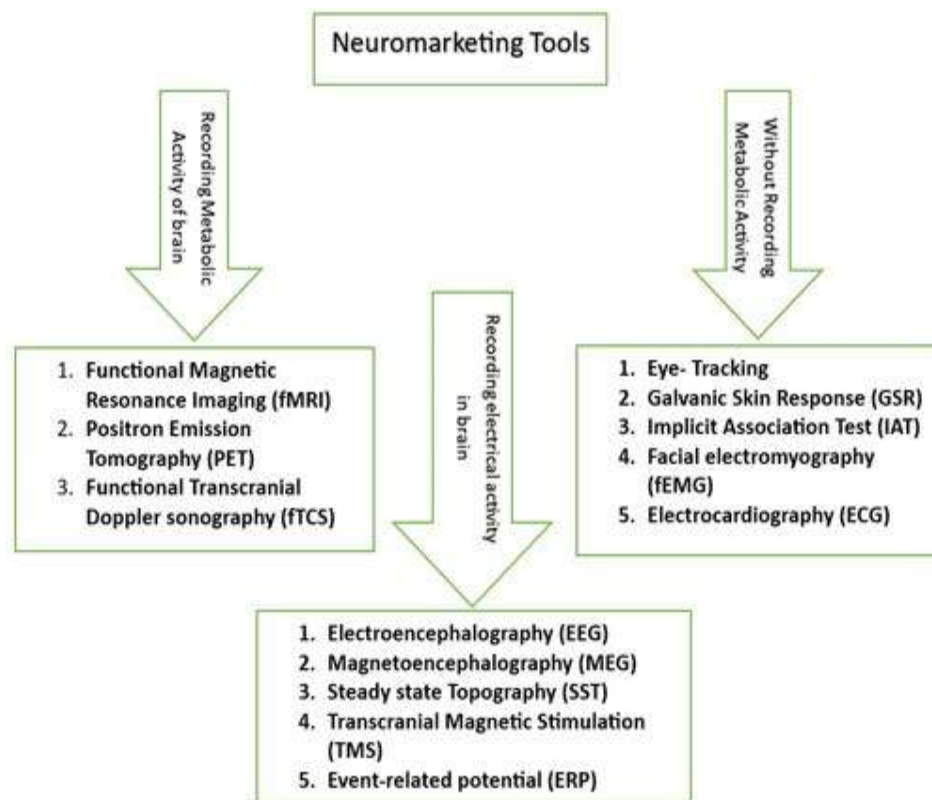 Neuromarketing Tools
Recording Metabolic
Activity of brain
Without Recording
Metabolic Activity
Recording electrical activity
in brain
1. Functional Magnetic
Resonance Imaging (fMRI)
2. Positron Emission
Tomography (PET)
3. Functional Transcranial
Doppler sonography (fTCS)
1. Eye- Tracking
2. Galvanic Skin Response (GSR)
3. Implicit Association Test (IAT)
4. Facial electromyography
(fEMG)
5. Electrocardiography (ECG)
1. Electroencephalography (EEG)
2. Magnetoencephalography (MEG)
3. Steady state Topography (SST)
4. Transcranial Magnetic Stimulation
(TMS)
5. Event-related potential (ERP)